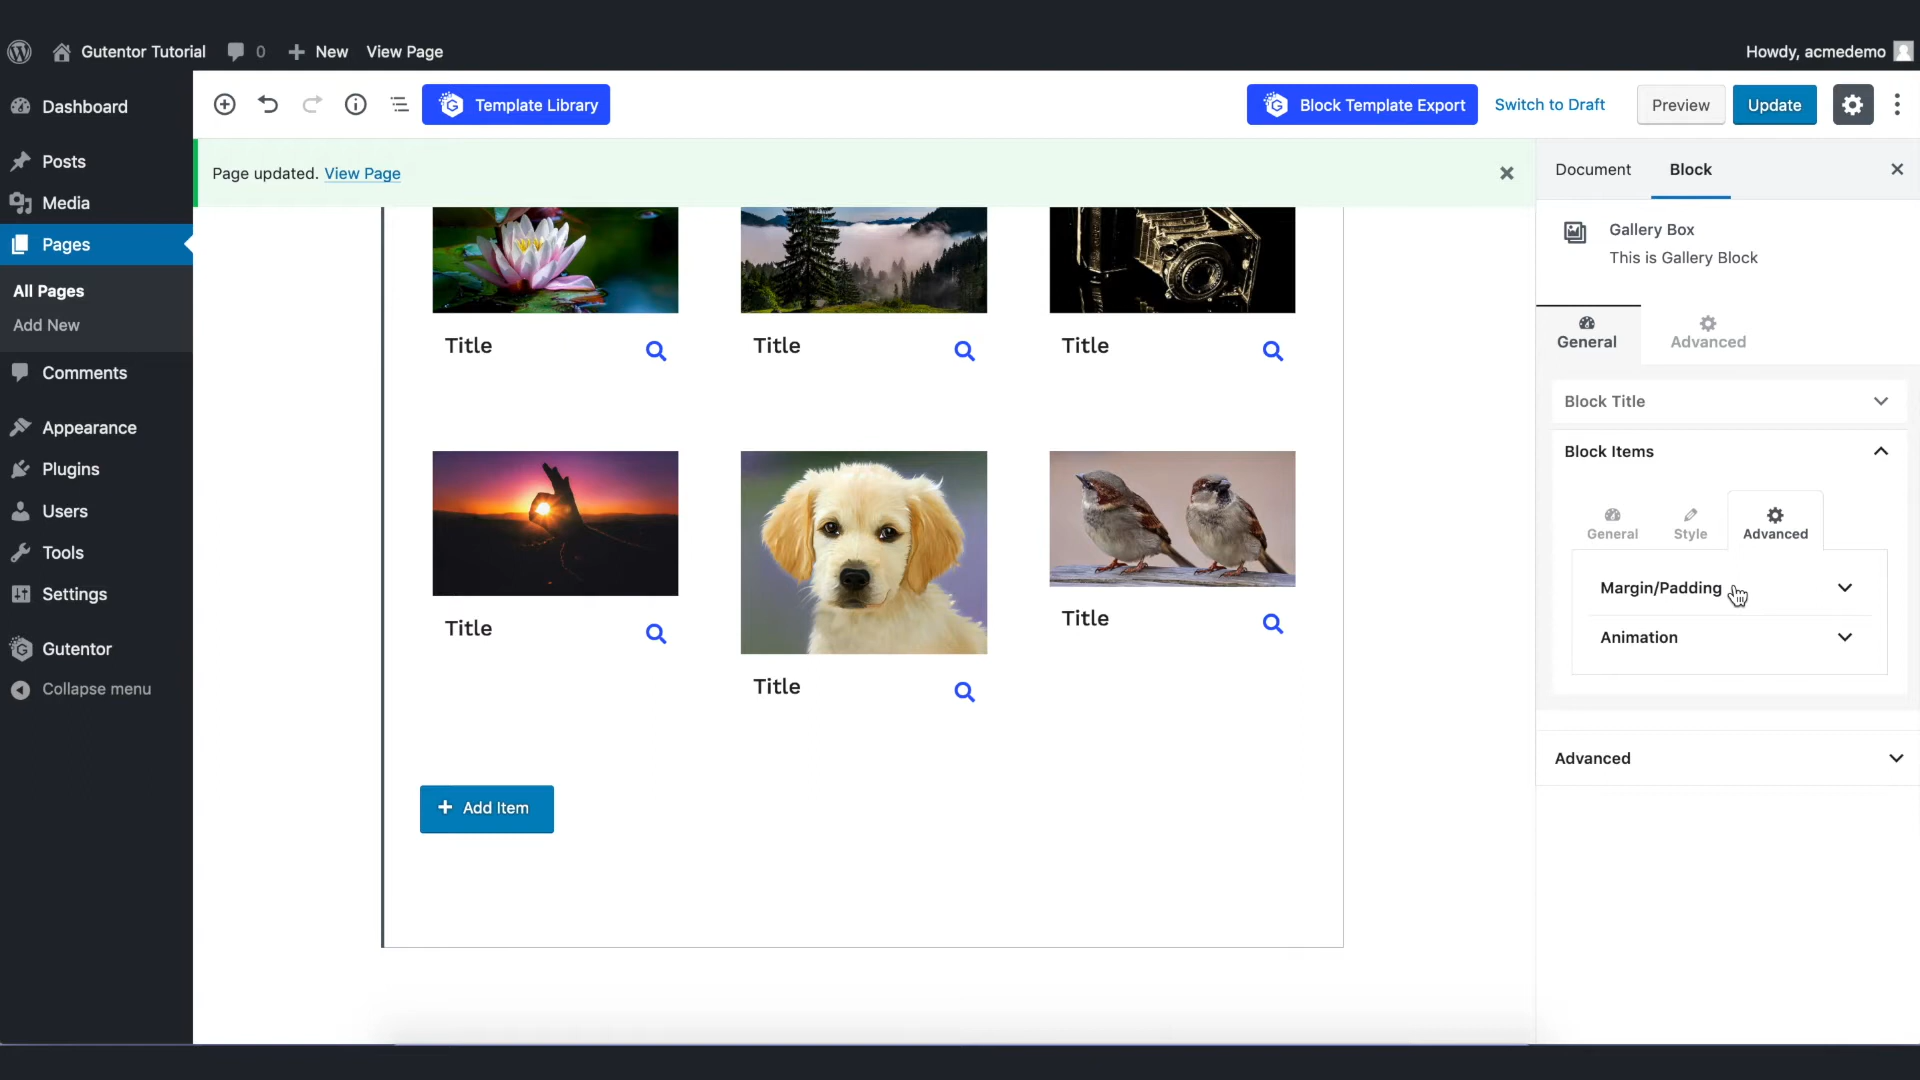 Gutentor Tutorial 0 New View Page Howdy, acmedemo
Dashboard
Posts
Media
Pages
All Pages
Add New
Comments
Appearance
Plugins
Users
Tools
Settings
Gutentor
Collapse menu
Template Library Block Template Export Switch to Draft Preview Update
Page updated. View Page
Title Title Title
Title Title Title
Add Item
Document Block
Gallery Box
This is Gallery Block
General Advanced
Block Title
Block Items
General Style Advanced
Margin/Padding
Animation
Advanced